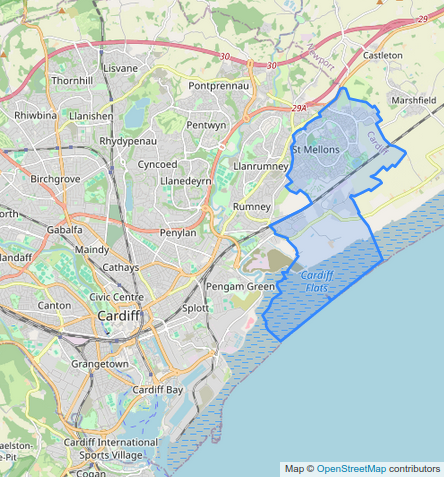 29
30
Castleton
Lisvane
Newport
30
Thornhill
Pontprennau
Marshfield
29A
Rhiwbina
Llanishen
Pentwyn
Rhydypenau
Cardiff
St Mellons
Cyncoed
Llanrumney
Birchgrove
Llanedeyrn
Rumney
North
Gabalfa
Penylan
Maindy
landaff
Cathays
Cardiff
Flats
Pengam Green
Civic Centre
Canton
Splott
Cardiff
Grangetown
Cardiff Bay
Cardiff International
Sports Village
aelston-
e-Pit
Cogan
Map © OpenStreetMap contributors